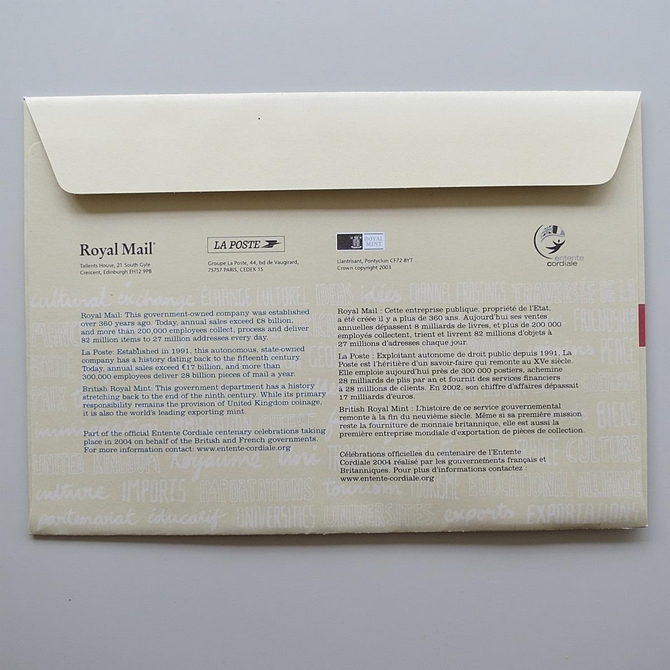 Royal Mail
Tallents House, 21 South Gyle
Crescent, Edinburgh EH12 9PB
LA POSTE
Groupe La Poste, 44, bd de Vaugirard,
75757 PARIS, CEDEX 15
ROYAL
MINT
Llantrisant, Pontyclun CF72 8YT
Crown copyright 2003
entente
cordiale
cultural exchange ÉCHANGE
Royal Mail: This government-owned company was established
over 360 years ago. Today, annual sales exceed £8 billion,
and more than 200,000 employees collect, process and deliver
82 million items to 27 million addresses every day.
La Poste: Established in 1991, this autonomous, state-owned
company has a history dating back to the fifteenth century.
Today, annual sales exceed €17 billion, and more than
300,000 employees deliver 28 billion pieces of mail a year.
British Royal Mint: This government department has a history
stretching back to the end of the ninth century. While its primary
responsibility remains the provision of United Kingdom coinage,
it is also the world's leading exporting mint.
Part of the official Entente Cordiale centenary celebrations taking
place in 2004 on behalf of the British and French governments.
For more information contact: www.entente-cordiale.org
Royal Mail : Cette entreprise publique, propriété de l'Etat,
a été créée il y a plus de 360 ans. Aujourd'hui ses ventes
annuelles dépassent 8 milliards de livres, et plus de 200 000
employés collectent, trient et livrent 82 millions d'objets à
27 millions d'adresses chaque jour.
La Poste : Exploitant autonome de droit public depuis 1991, La
Poste est l'héritière d'un savoir-faire qui remonte au XVe siècle.
Elle emploie aujourd'hui près de 300 000 postiers, achemine
28 milliards de plis par an et fournit des services financiers
à 28 millions de clients. En 2002, son chiffre d'affaires dépassait
17 milliards d'euros.
British Royal Mint : L'histoire de ce service gouvernemental
remonte à la fin du neuvième siècle. Même si sa première mission
reste la fourniture de monnaie britannique, elle est aussi la
première entreprise mondiale d'exportation de pièces de collection.
Célébrations officielles du centenaire de l'Entente
Cordiale 2004 réalisé par les gouvernements français et
Britanniques. Pour plus d'informations contactez :
www.entente-cordiale.org
culture IMPORTS tourism
partenariat éducatif UNIVERSITIES exports EXPORTATIONS